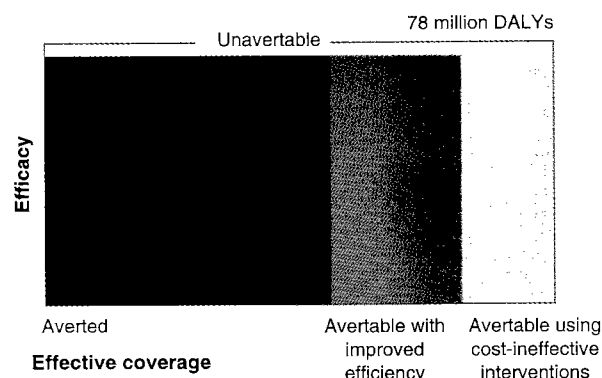 78 million DALYs
Unavertable
Efficacy
Averted
Avertable with
improved
efficiency
Avertable using
cost-ineffective
interventions
Effective coverage